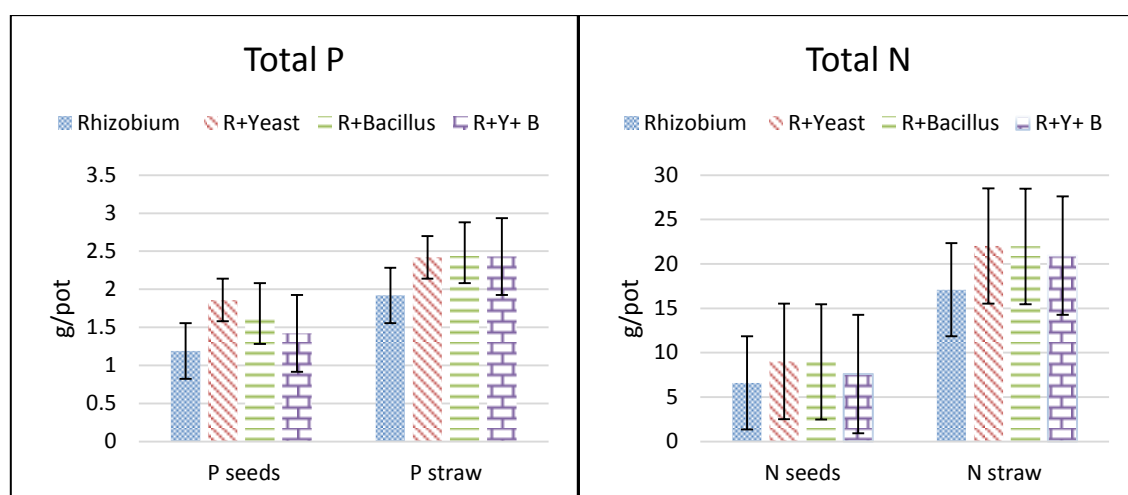 Total P
Rhizobium R+Yeast R+Bacillus R+Y+ B
3.5
3
2.5
2
1.5
1
0.5
0
g/pot
P seeds P straw
Total N
Rhizobium R+Yeast R+Bacillus R+Y+ B
30
25
20
15
10
5
0
g/pot
N seeds N straw